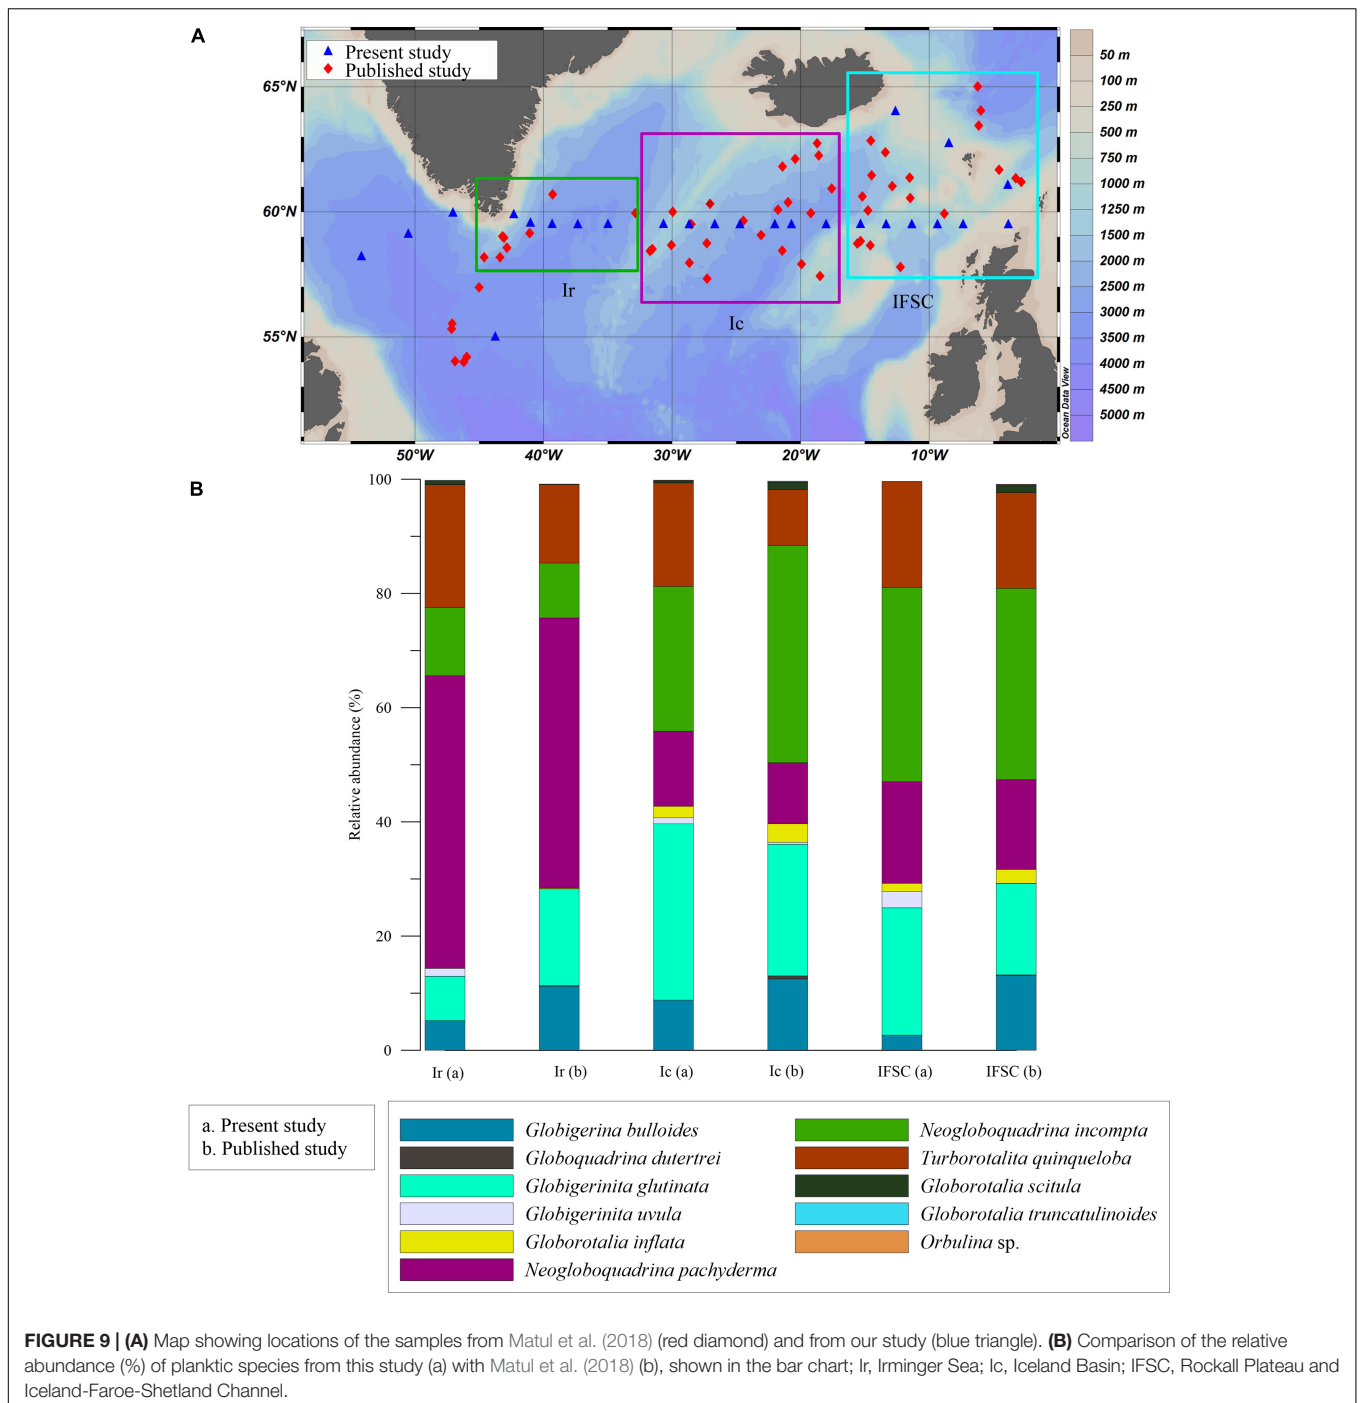 A
Present study
Published study
65°N
60°N
55°N
50°W
40°W
30°W
20°W
10°W
Ir
Ic
IFSC
50 m
100 m
250 m
500 m
750 m
1000 m
1250 m
1500 m
2000 m
2500 m
3000 m
3500 m
4000 m
4500 m
5000 m
Ocean Data View
B
100
80
60
40
20
0
Relative abundance (%)
Ir (a)
Ir (b)
Ic (a)
Ic (b)
IFSC (a)
IFSC (b)
a. Present study
b. Published study
Globigerina bulloides
Globoquadrina dutertrei
Globigerinita glutinata
Globigerinita uvula
Globorotalia inflata
Neogloboquadrina pachyderma
Neogloboquadrina incompta
Turborotalita quinqueloba
Globorotalia scitula
Globorotalia truncatulinoides
Orbulina sp.
FIGURE 9 | (A) Map showing locations of the samples from Matul et al. (2018) (red diamond) and from our study (blue triangle). (B) Comparison of the relative
abundance (%) of planktic species from this study (a) with Matul et al. (2018) (b), shown in the bar chart; Ir, Irminger Sea; Ic, Iceland Basin; IFSC, Rockall Plateau and
Iceland-Faroe-Shetland Channel.